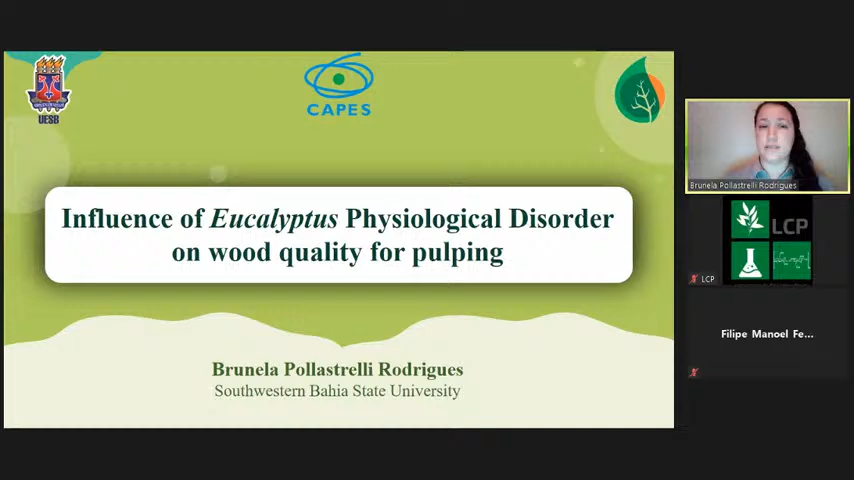 UESB
CAPES
Influence of Eucalyptus Physiological Disorder
on wood quality for pulping
Brunela Pollastrelli Rodrigues
Southwestern Bahia State University
Brunela Pollastrelli Rodrigues
LCP
LCP
Filipe Manoel Fe...